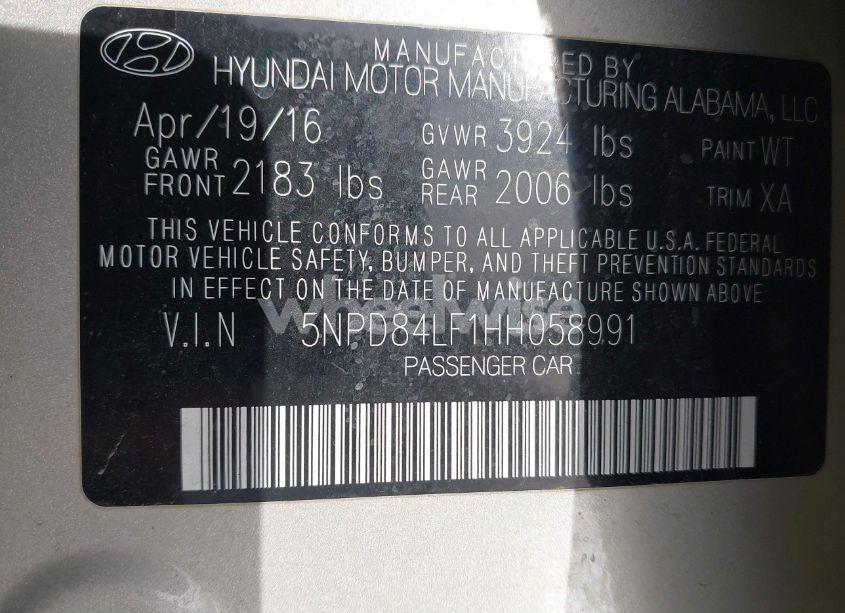 MANUFACTURED BY
HYUNDAI MOTOR MANUFACTURING ALABAMA, LLC
Apr/19/16 GVWR 3924 lbs PAINT WT
GAWR FRONT 2183 lbs GAWR REAR 2006 lbs TRIM XA
THIS VEHICLE CONFORMS TO ALL APPLICABLE U.S.A. FEDERAL
MOTOR VEHICLE SAFETY, BUMPER, AND THEFT PREVENTION STANDARDS
IN EFFECT ON THE DATE OF MANUFACTURE SHOWN ABOVE
wheelwise
V.I.N 5NPD84LF1HH058991
PASSENGER CAR